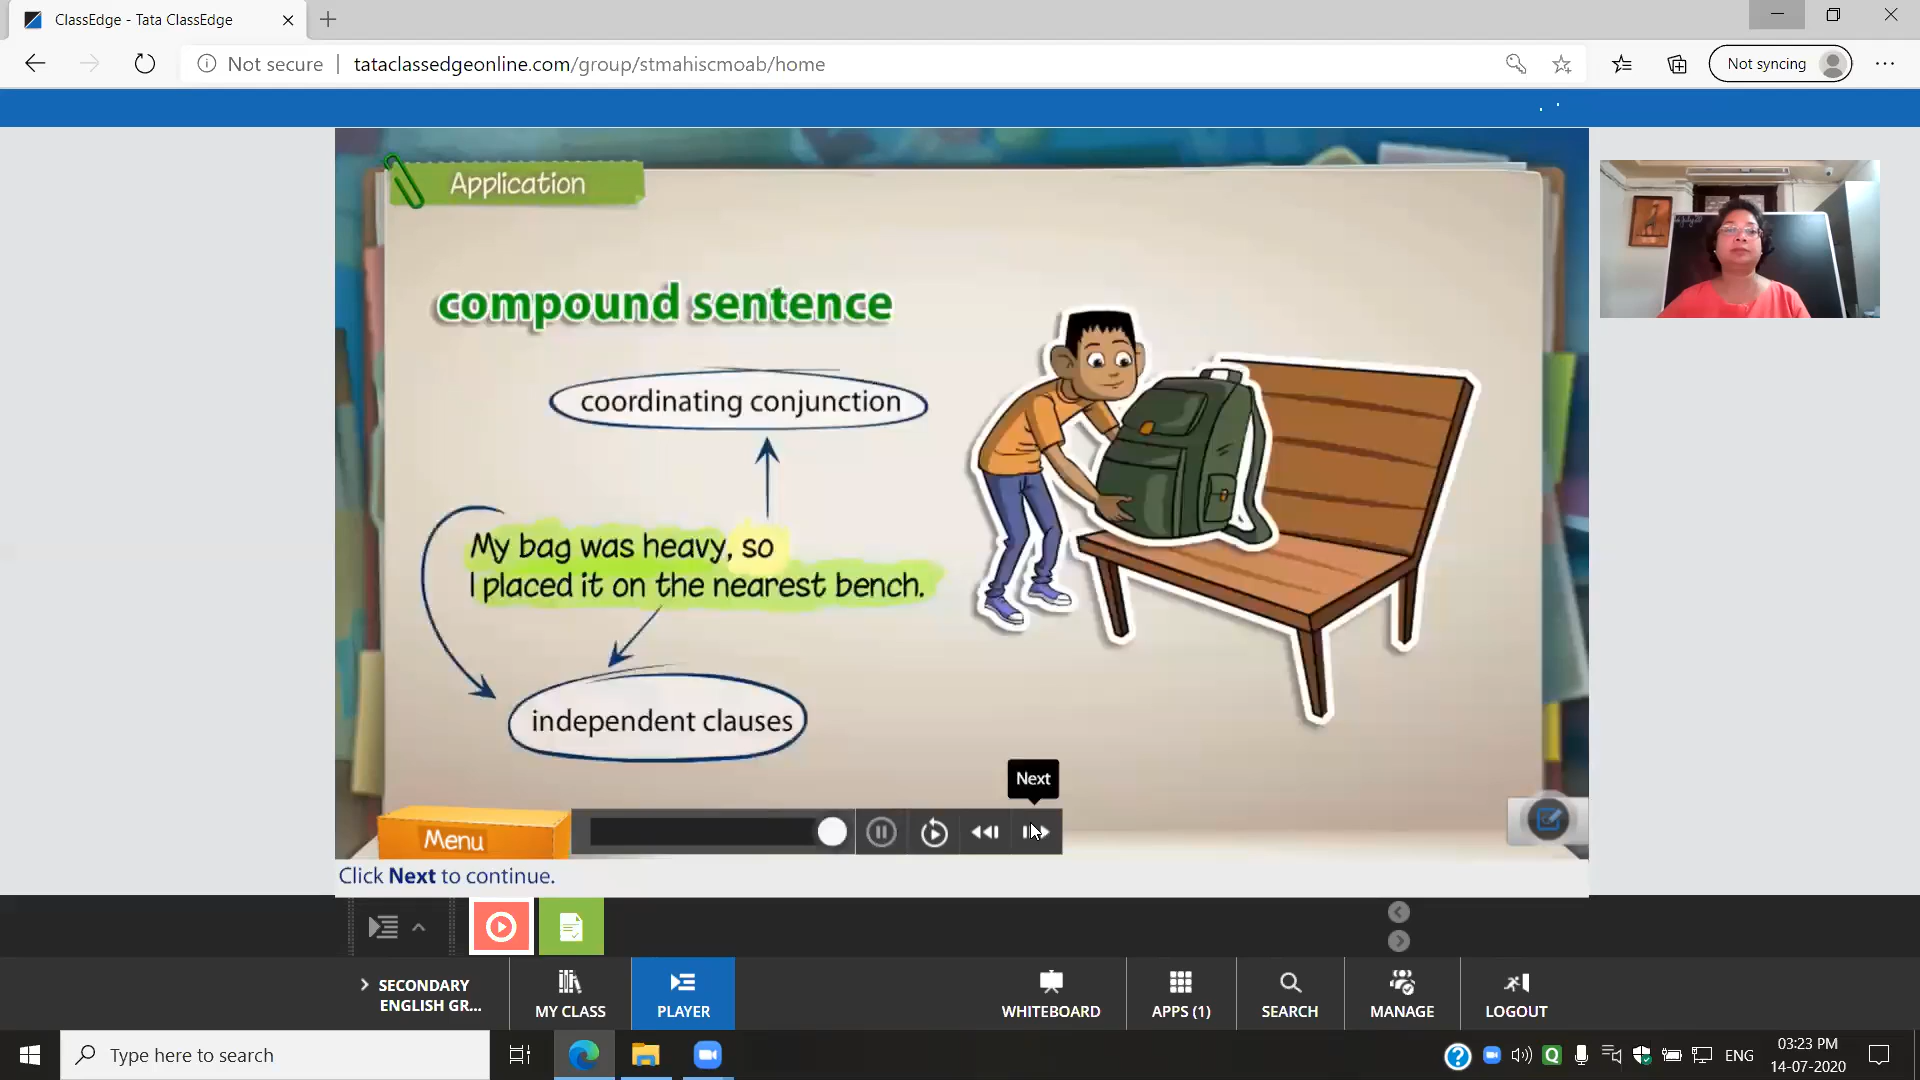 ClassEdge - Tata ClassEdge
Not secure
tataclassedgeonline.com/group/stmahiscmoab/home
Not syncing
Application
compound sentence
coordinating conjunction
My bag was heavy, so
I placed it on the nearest bench.
independent clauses
Next
Menu
Click Next to continue.
SECONDARY
ENGLISH GR...
MY CLASS
PLAYER
WHITEBOARD
APPS (1)
SEARCH
MANAGE
LOGOUT
Type here to search
ENG
03:23 PM
14-07-2020